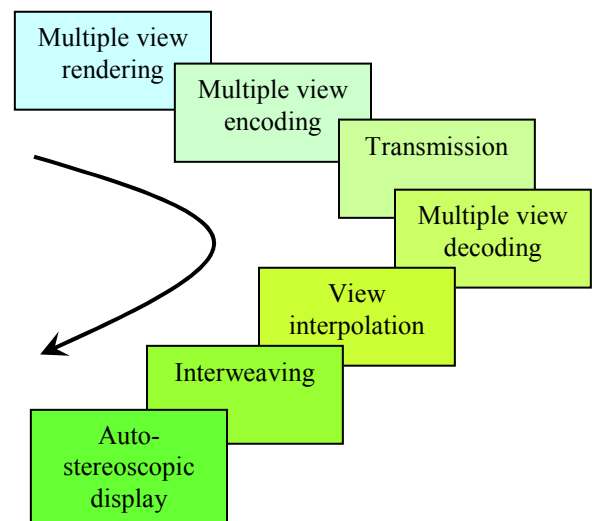 Multiple view
rendering
Multiple view
encoding
Transmission
Multiple view
decoding
View
interpolation
Interweaving
Auto-
stereoscopic
display